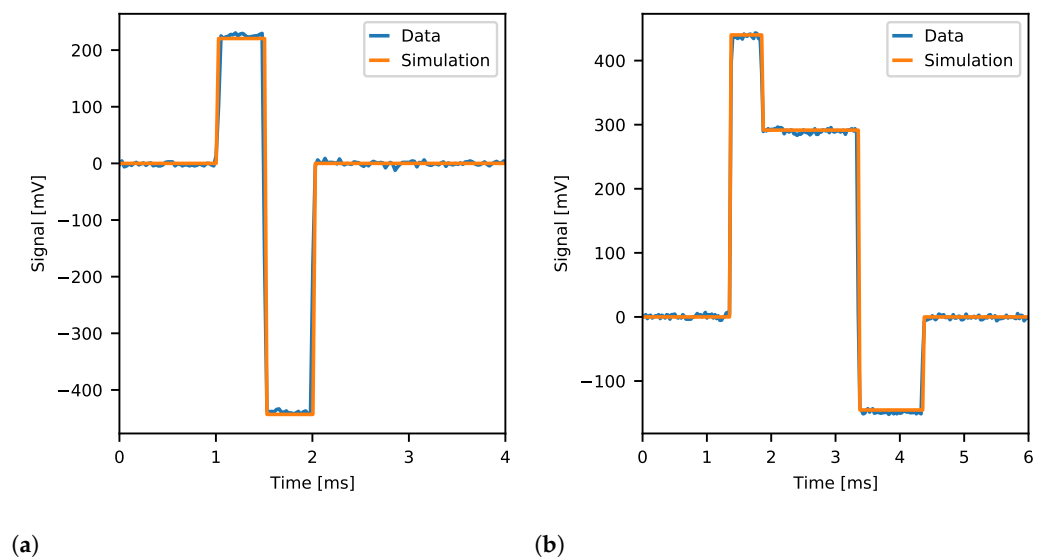 200
100
0
−100
−200
−300
−400
Signal [mV]
0 1 2 3 4
Time [ms]
Data
Simulation
(a)
400
300
200
100
0
−100
Signal [mV]
0 1 2 3 4 5 6
Time [ms]
Data
Simulation
(b)